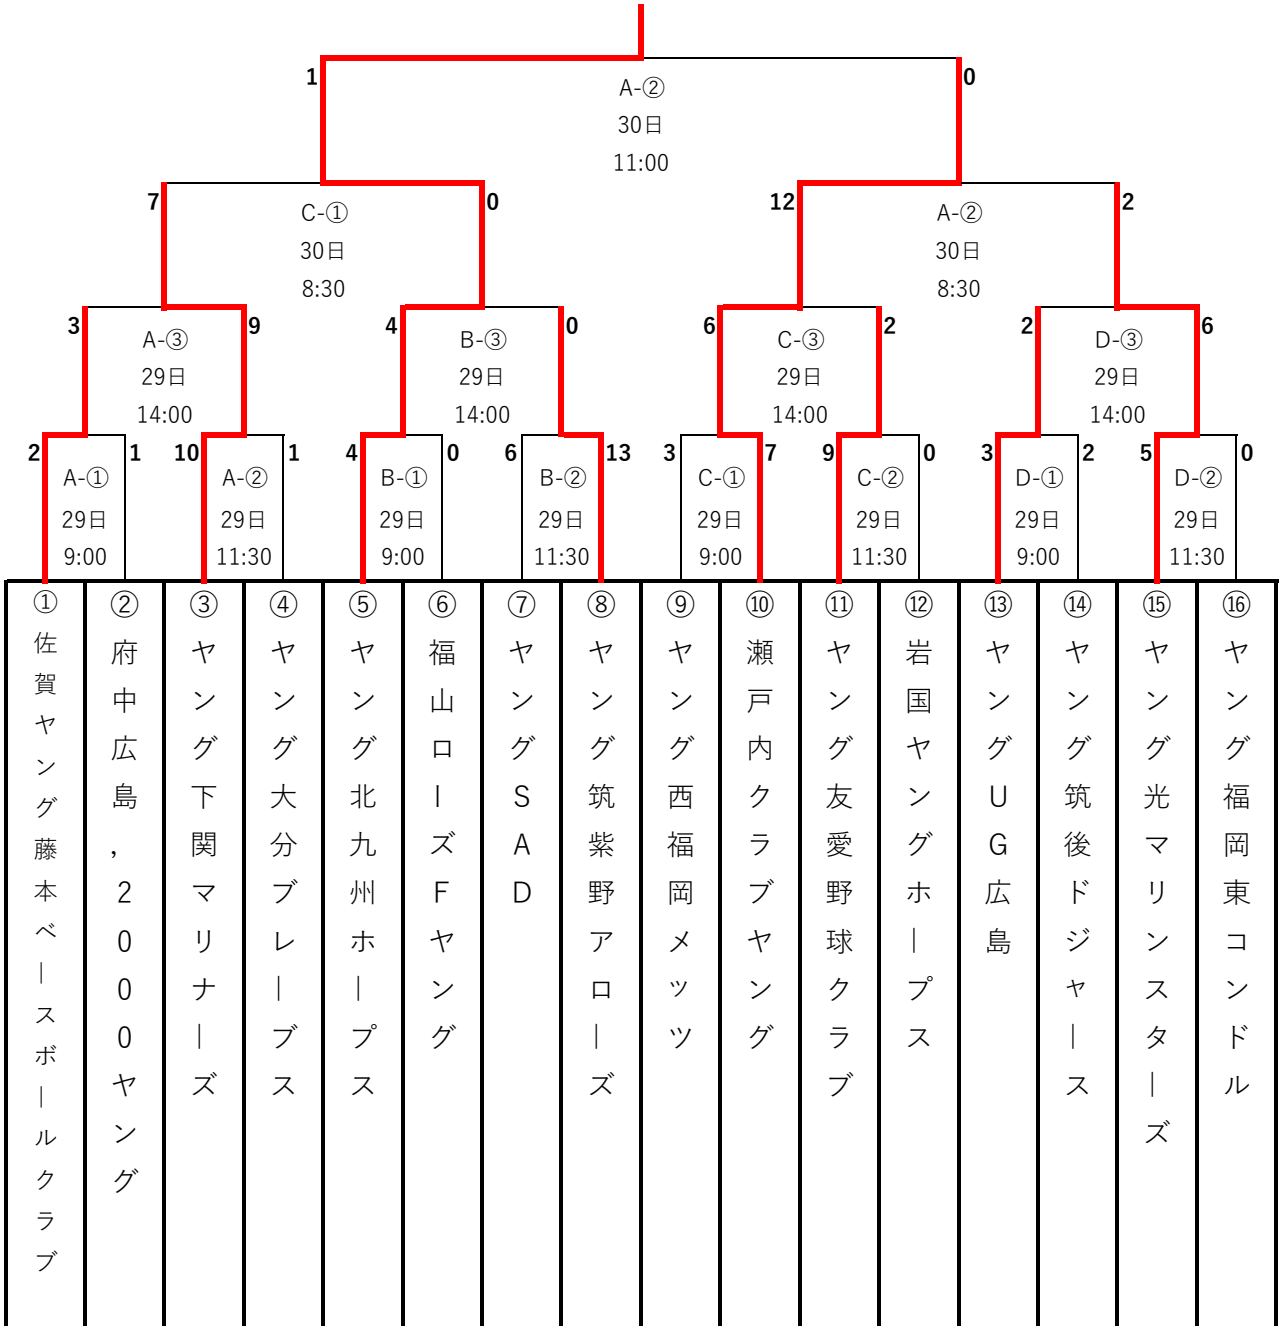 1 0
A-②
30日
11:00
7 0 12 2
C-① A-②
30日 30日
8:30 8:30
3 9 4 0 6 2 2 6
A-③ B-③ C-③ D-③
29日 29日 29日 29日
14:00 14:00 14:00 14:00
2 1 10 1 4 0 6 13 3 7 9 0 3 2 5 0
A-① A-② B-① B-② C-① C-② D-① D-②
29日 29日 29日 29日 29日 29日 29日 29日
9:00 11:30 9:00 11:30 9:00 11:30 9:00 11:30
①佐賀ヤング藤本ベースボールクラブ
②府中広島,2000ヤング
③ヤング下関マリナーズ
④ヤング大分ブレーブス
⑤ヤング北九州ホープス
⑥福山ローズFヤング
⑦ヤングSAD
⑧ヤング筑紫野アローズ
⑨ヤング西福岡メッツ
⑩瀬戸内クラブヤング
⑪ヤング友愛野球クラブ
⑫岩国ヤングホープス
⑬ヤングUG広島
⑭ヤング筑後ドジャース
⑮ヤング光マリンスターズ
⑯ヤング福岡東コンドル